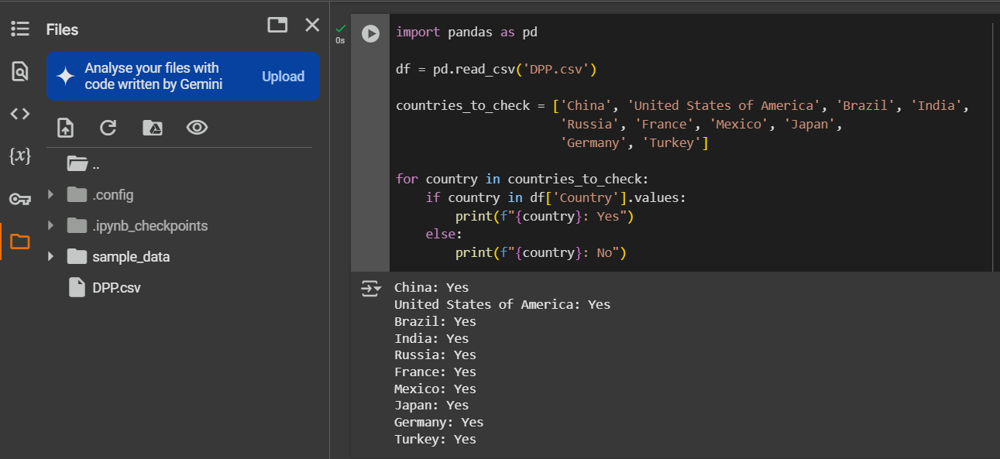 Files
Analyse your files with
code written by Gemini
Upload
..
.config
.ipynb_checkpoints
sample_data
DPP.csv
{x}
0s
import pandas as pd
df = pd.read_csv('DPP.csv')
countries_to_check = ['China', 'United States of America', 'Brazil', 'India',
                      'Russia', 'France', 'Mexico', 'Japan',
                      'Germany', 'Turkey']
for country in countries_to_check:
    if country in df['Country'].values:
        print(f"{country}: Yes")
    else:
        print(f"{country}: No")
China: Yes
United States of America: Yes
Brazil: Yes
India: Yes
Russia: Yes
France: Yes
Mexico: Yes
Japan: Yes
Germany: Yes
Turkey: Yes